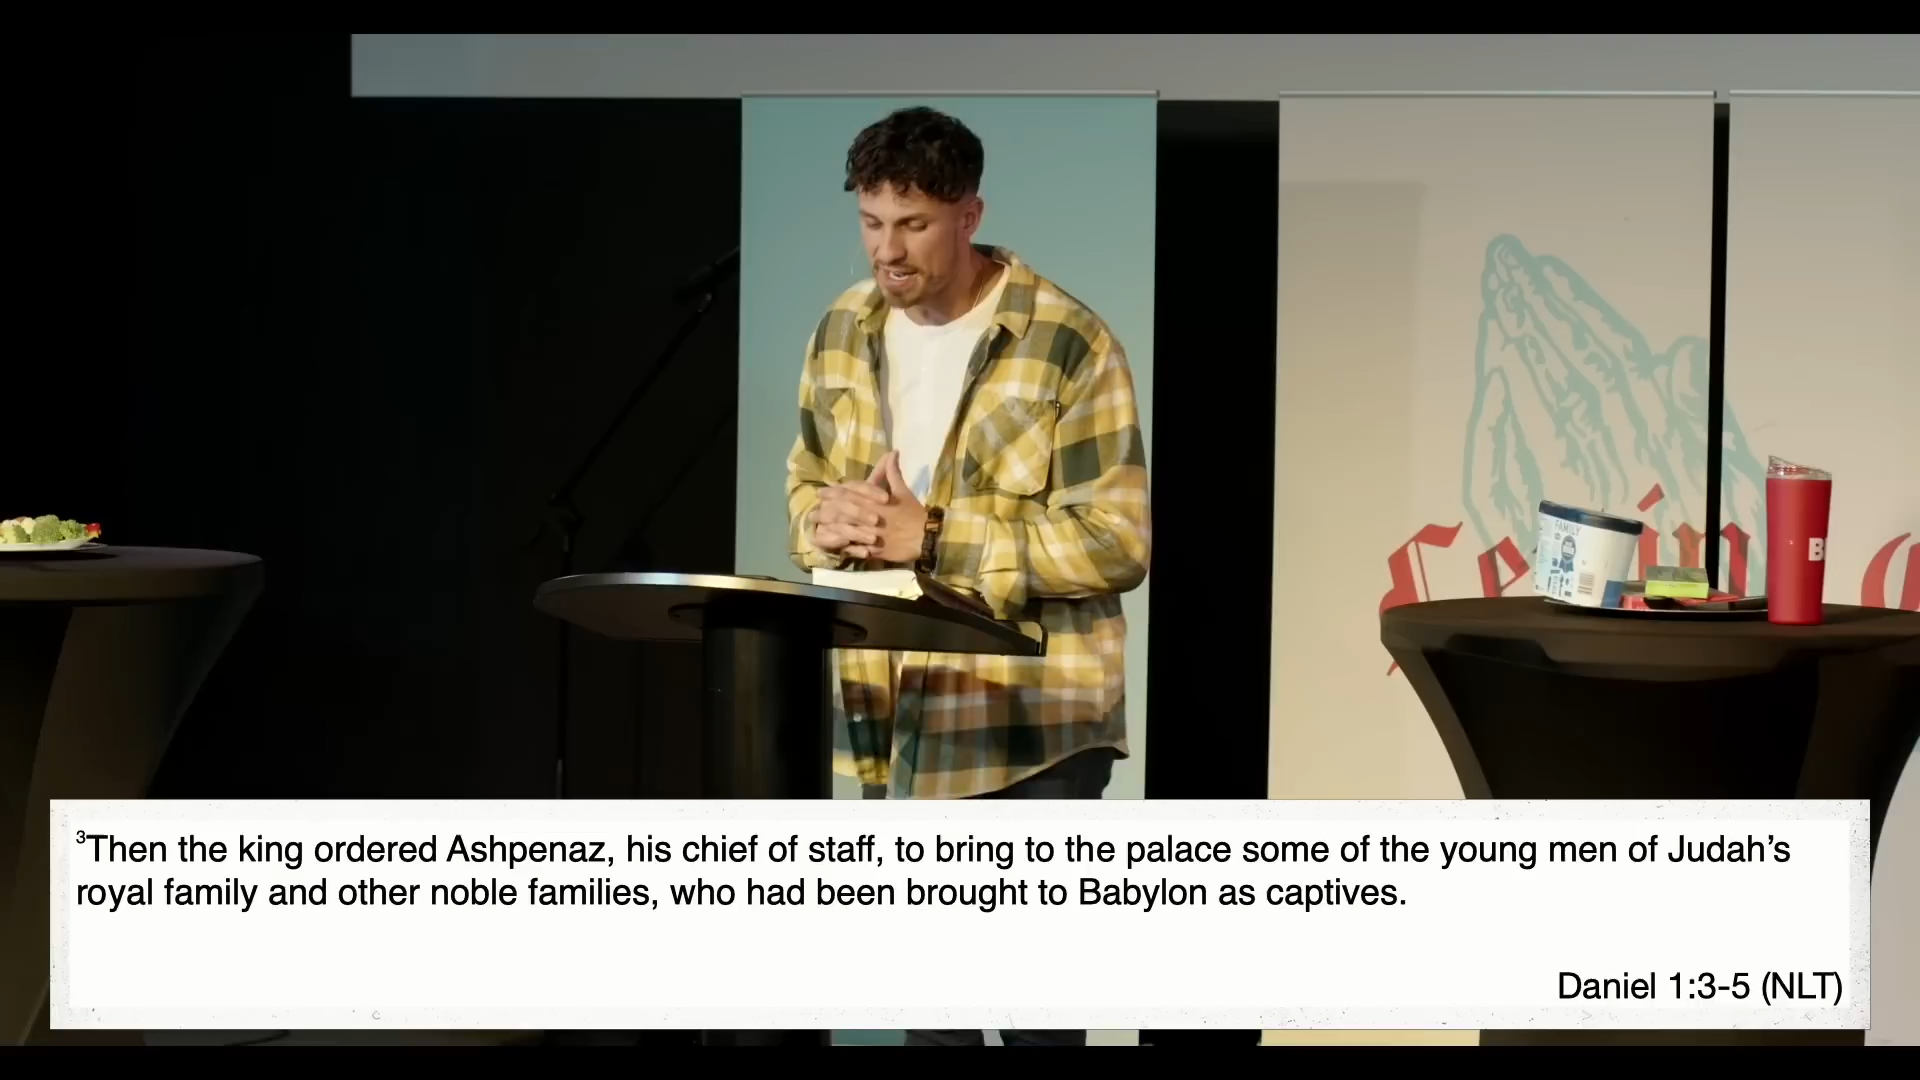 FAMILY
B
³Then the king ordered Ashpenaz, his chief of staff, to bring to the palace some of the young men of Judah’s
royal family and other noble families, who had been brought to Babylon as captives.
Daniel 1:3-5 (NLT)